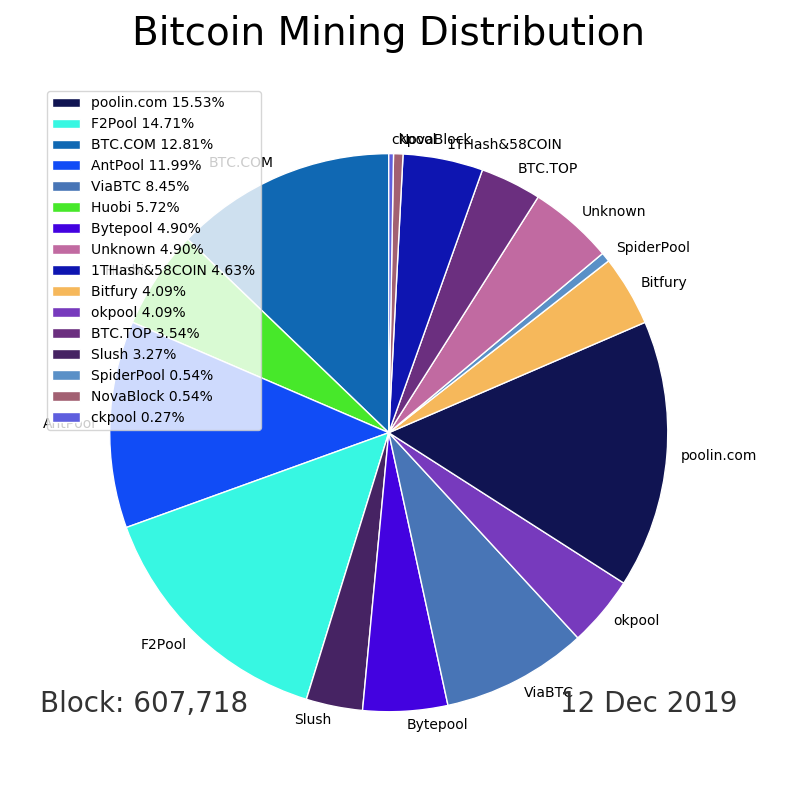 Bitcoin Mining Distribution
poolin.com 15.53%
F2Pool 14.71%
BTC.COM 12.81%
AntPool 11.99%
ViaBTC 8.45%
Huobi 5.72%
Bytepool 4.90%
Unknown 4.90%
1THash&58COIN 4.63%
Bitfury 4.09%
okpool 4.09%
BTC.TOP 3.54%
Slush 3.27%
SpiderPool 0.54%
NovaBlock 0.54%
ckpool 0.27%
ckpool
NovaBlock
1THash&58COIN
BTC.COM
BTC.TOP
Unknown
SpiderPool
Bitfury
AntPool
poolin.com
okpool
F2Pool
ViaBTC
Slush
Bytepool
Block: 607,718
12 Dec 2019